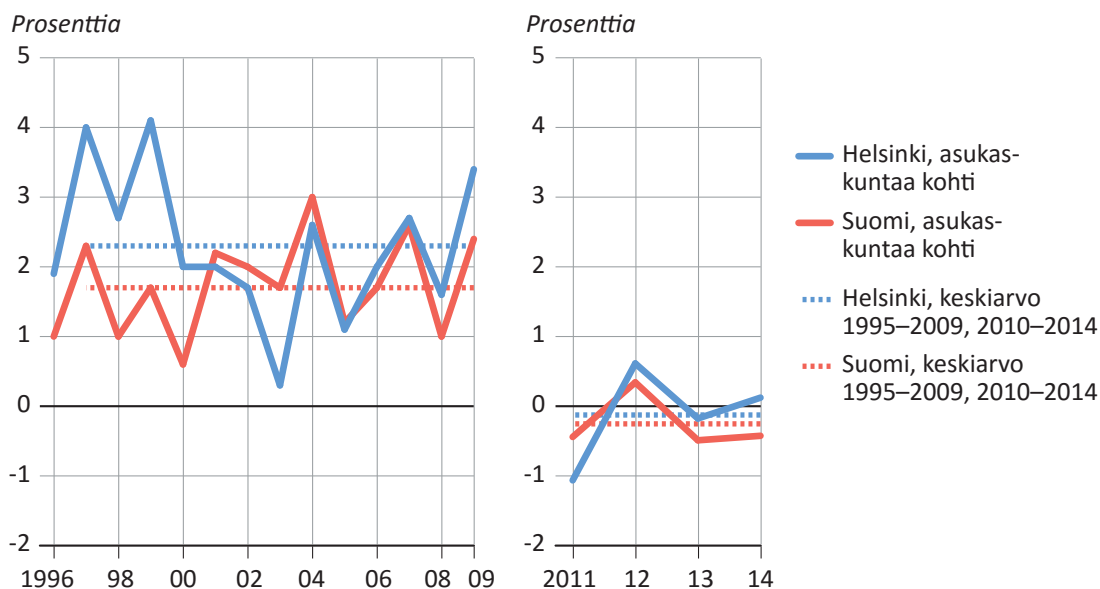 Prosenttia
5
4
3
2
1
0
-1
-2
1996 98 00 02 04 06 08 09
Prosenttia
5
4
3
2
1
0
-1
-2
2011 12 13 14
Helsinki, asukas-
kuntaa kohti
Suomi, asukas-
kuntaa kohti
Helsinki, keskiarvo
1995–2009, 2010–2014
Suomi, keskiarvo
1995–2009, 2010–2014